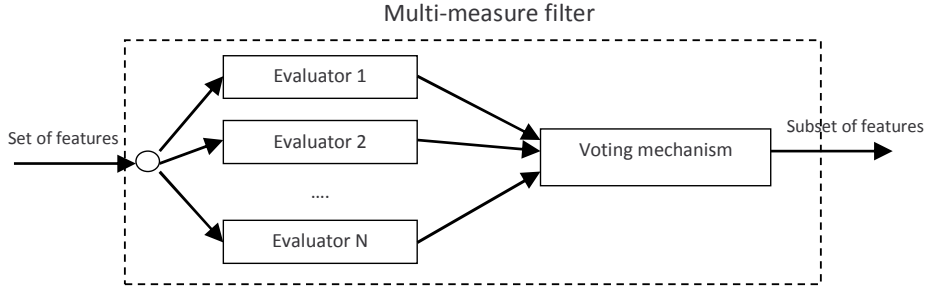 Multi-measure filter
Evaluator 1
Set of features
Evaluator 2
Voting mechanism
Subset of features
....
Evaluator N